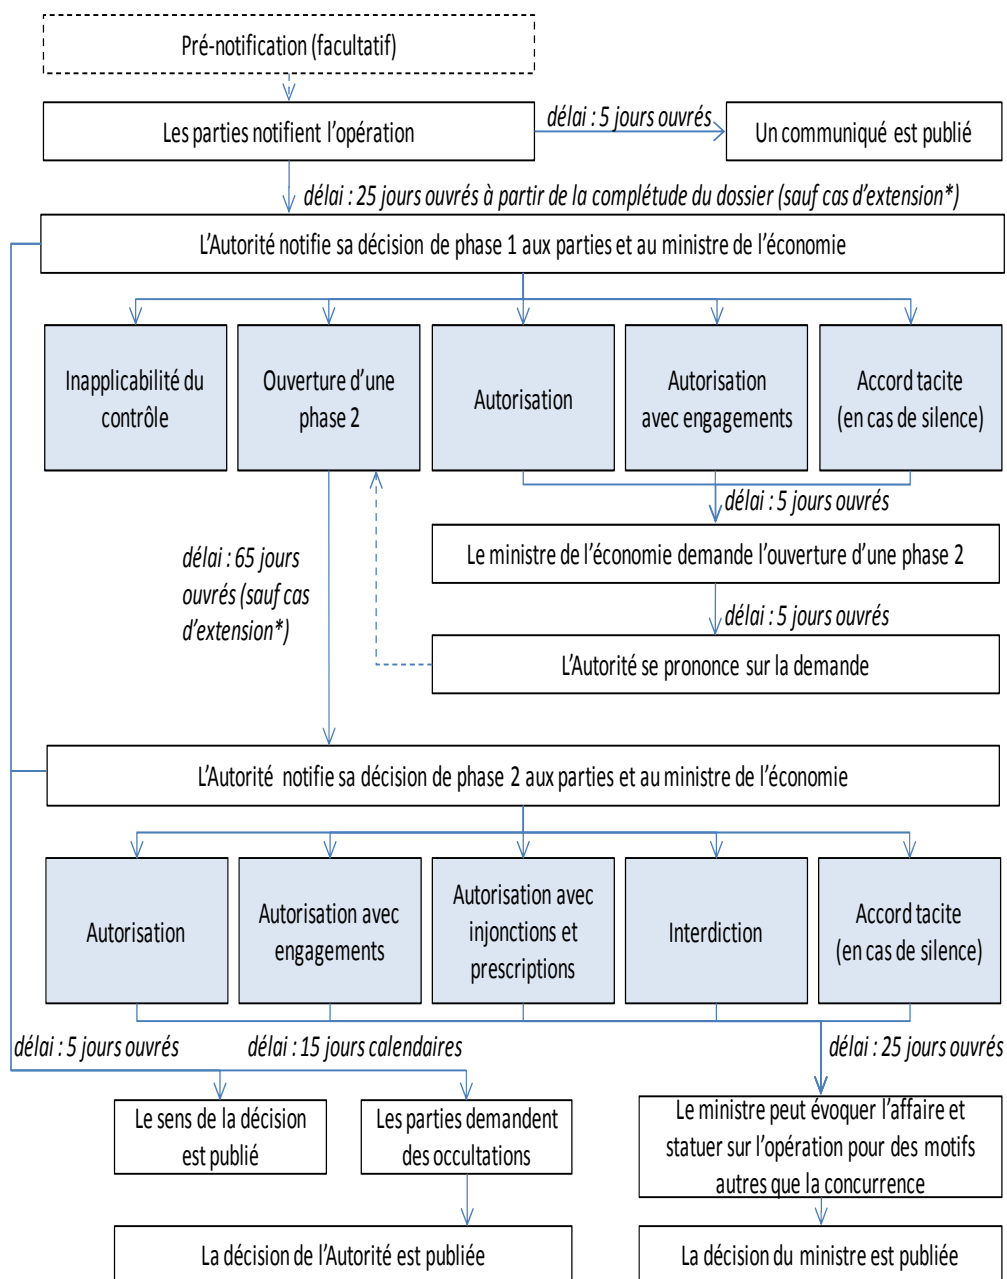 Pré-notification (facultatif)
délai : 5 jours ouvrés
Les parties notifient l'opération
Un communiqué est publié
délai : 25 jours ouvrés à partir de la complétude du dossier (sauf cas d'extension*)
L'Autorité notifie sa décision de phase 1 aux parties et au ministre de l'économie
Inapplicabilité du
contrôle
Ouverture d'une
phase 2
Autorisation
Autorisation
avec engagements
Accord tacite
(en cas de silence)
délai : 5 jours ouvrés
Le ministre de l'économie demande l'ouverture d'une phase 2
délai : 65 jours
ouvrés (sauf cas
d'extension*)
délai : 5 jours ouvrés
L'Autorité se prononce sur la demande
L'Autorité notifie sa décision de phase 2 aux parties et au ministre de l'économie
Autorisation
Autorisation avec
engagements
Autorisation avec
injonctions et
prescriptions
Interdiction
Accord tacite
(en cas de silence)
délai : 5 jours ouvrés
délai : 15 jours calendaires
délai : 25 jours ouvrés
Le sens de la décision
est publié
Les parties demandent
des occultations
Le ministre peut évoquer l'affaire et
statuer sur l'opération pour des motifs
autres que la concurrence
La décision de l'Autorité est publiée
La décision du ministre est publiée